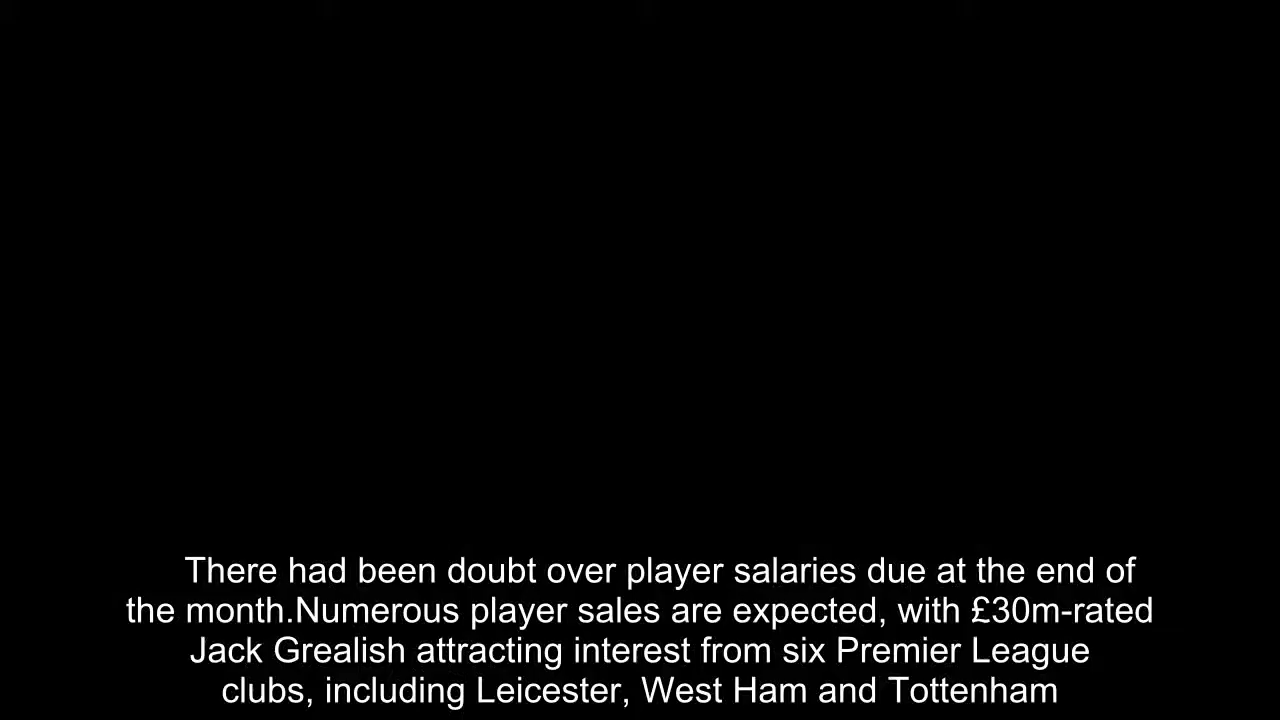 There had been doubt over player salaries due at the end of
the month.Numerous player sales are expected, with £30m-rated
Jack Grealish attracting interest from six Premier League
clubs, including Leicester, West Ham and Tottenham